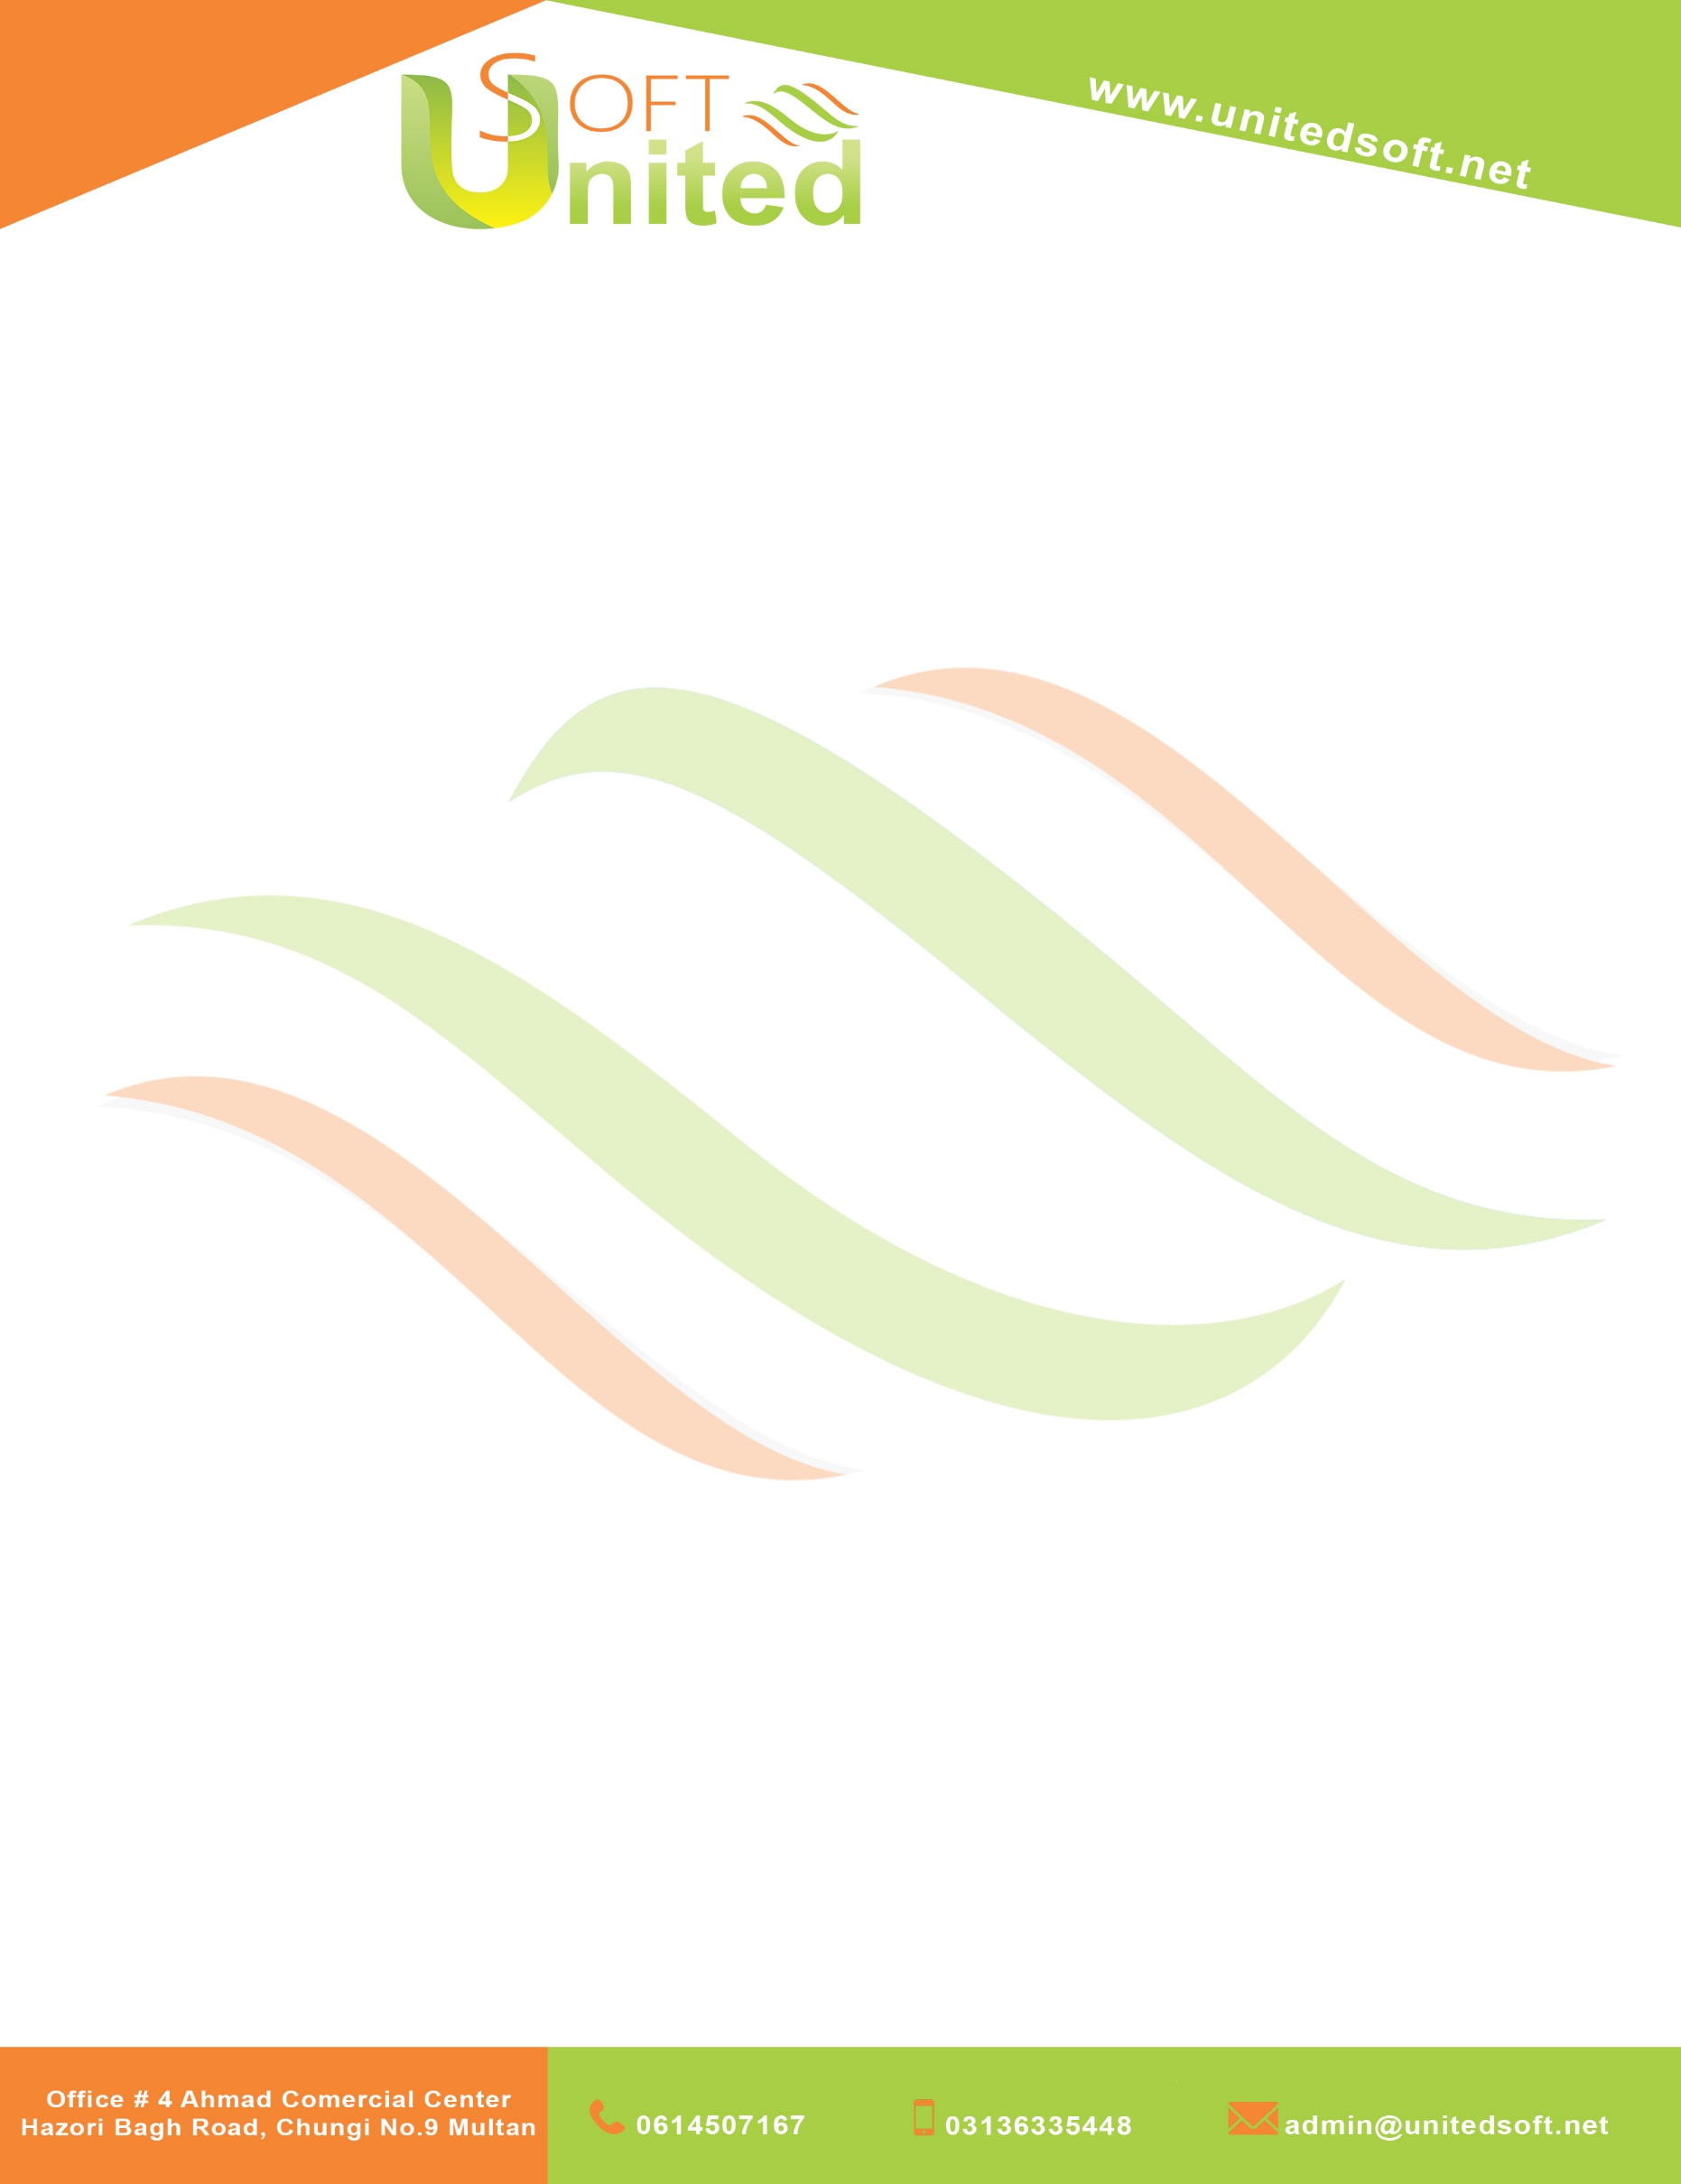 SOFT
United
www.unitedsoft.net
Office # 4 Ahmad Comercial Center
Hazori Bagh Road, Chungi No.9 Multan
0614507167
03136335448
admin@unitedsoft.net